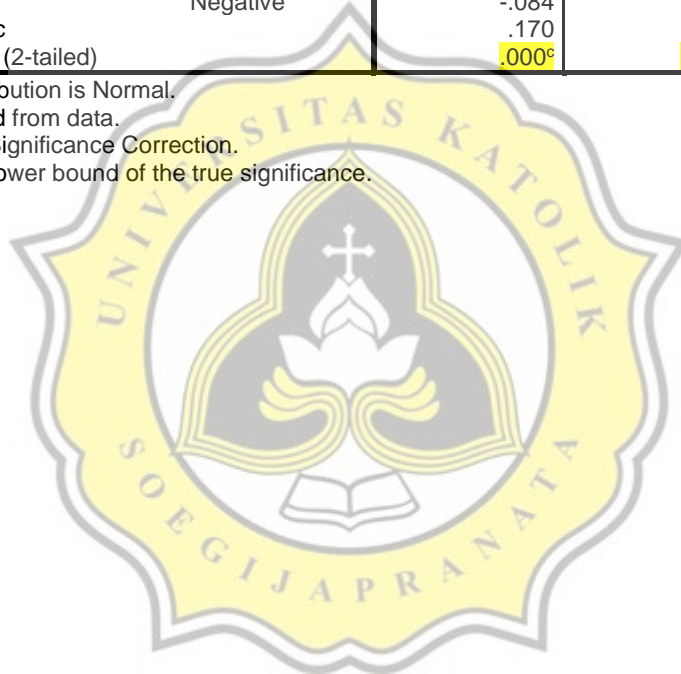 Negative -.084
c .170
(2-tailed) .000ᶜ
bution is Normal.
d from data.
ignificance Correction.
ower bound of the true significance.
UNIVERSITAS KATOLIK
SOEGIJAPRANATA